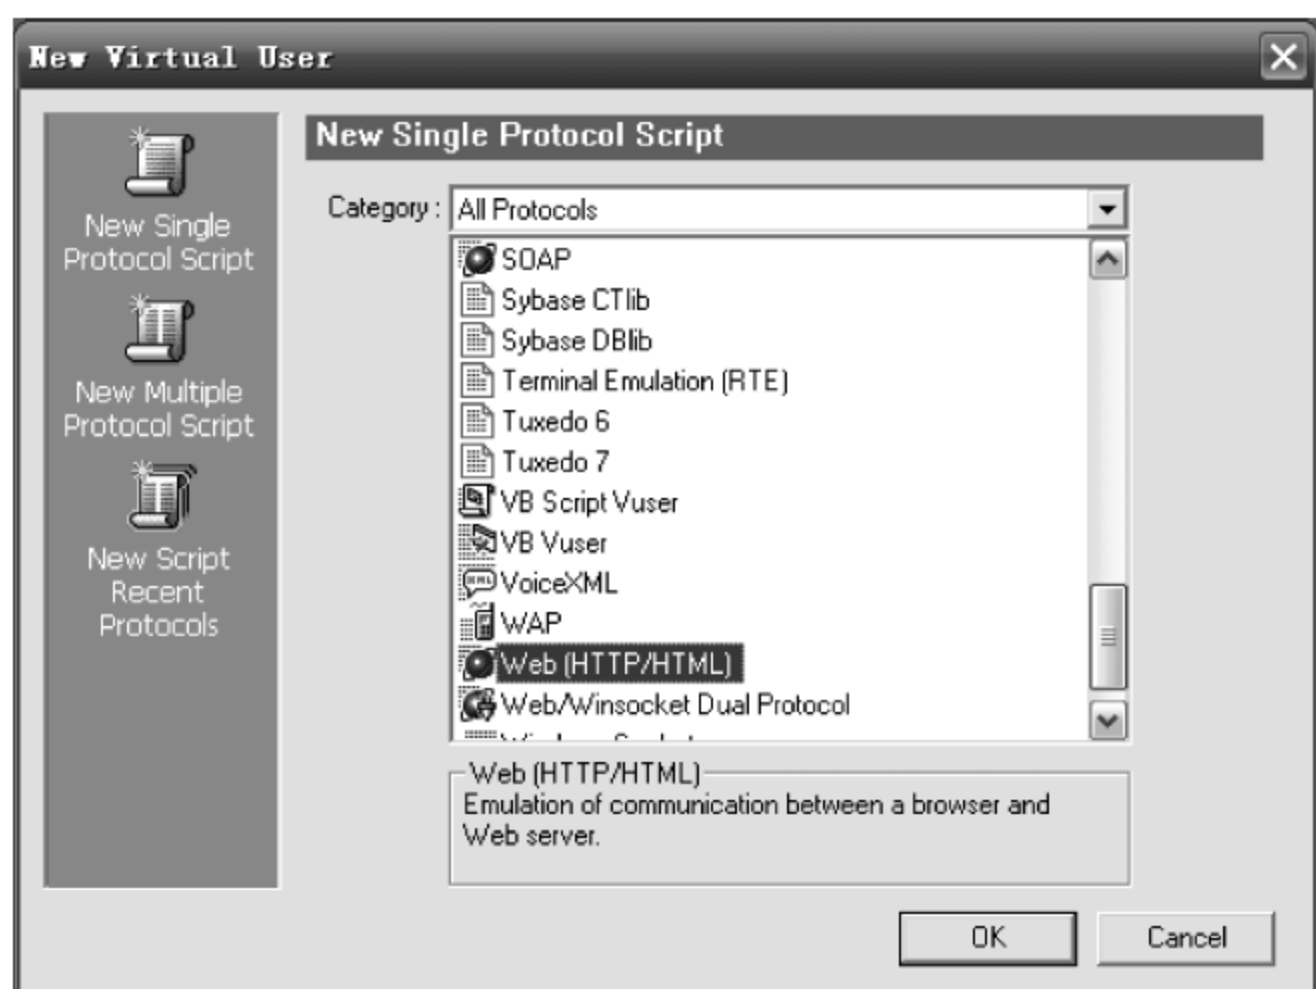 New Virtual User
New Single Protocol Script
New Single
Protocol Script
New Multiple
Protocol Script
New Script
Recent
Protocols
Category :
All Protocols
SOAP
Sybase CTlib
Sybase DBlib
Terminal Emulation (RTE)
Tuxedo 6
Tuxedo 7
VB Script Vuser
VB Vuser
VoiceXML
WAP
Web (HTTP/HTML)
Web/Winsocket Dual Protocol
Web (HTTP/HTML)
Emulation of communication between a browser and
Web server.
OK
Cancel